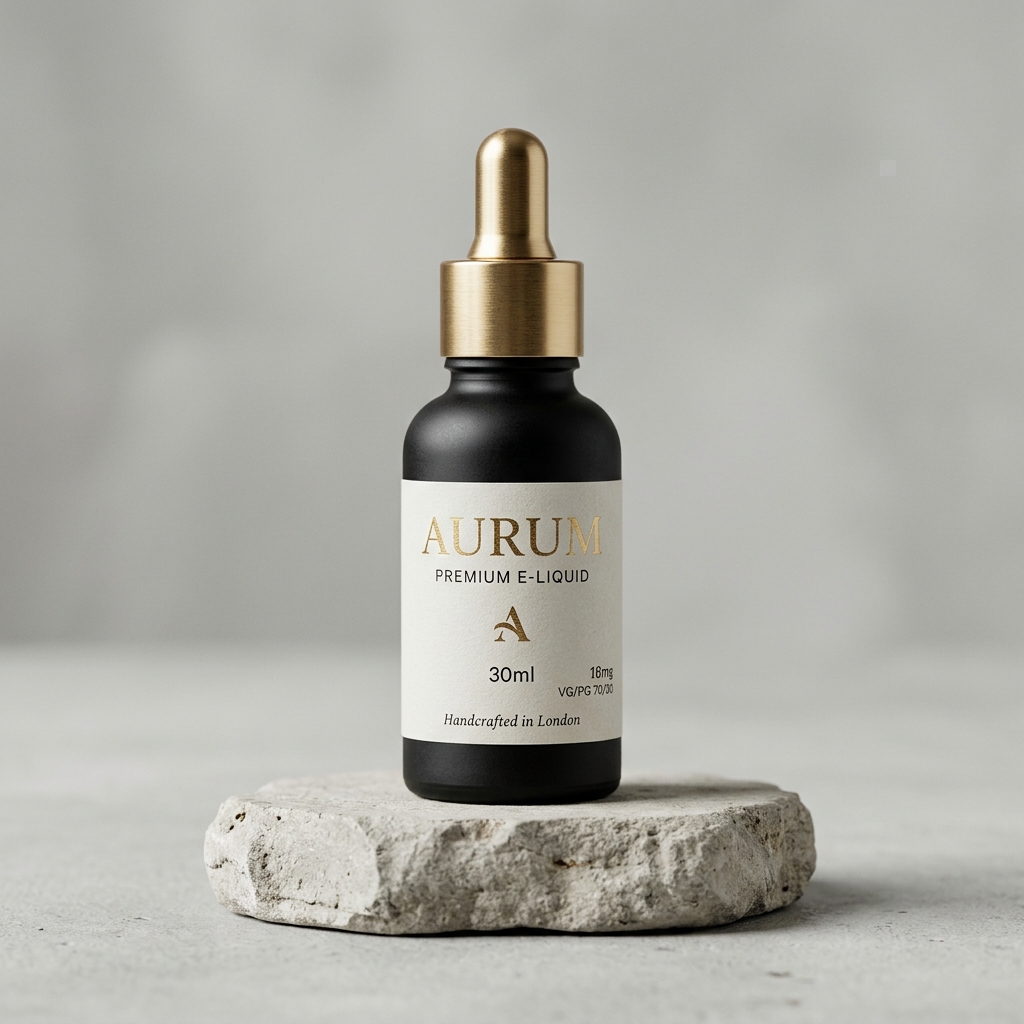 AURUM
PREMIUM E-LIQUID
A
30ml
18mg
VG/PG 70/30
Handcrafted in London